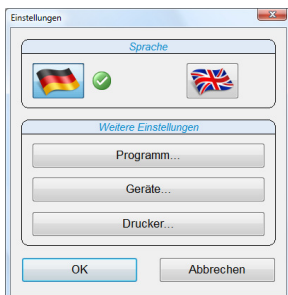 Einstellungen
Sprache
Weitere Einstellungen
Programm...
Geräte...
Drucker...
OK
Abbrechen